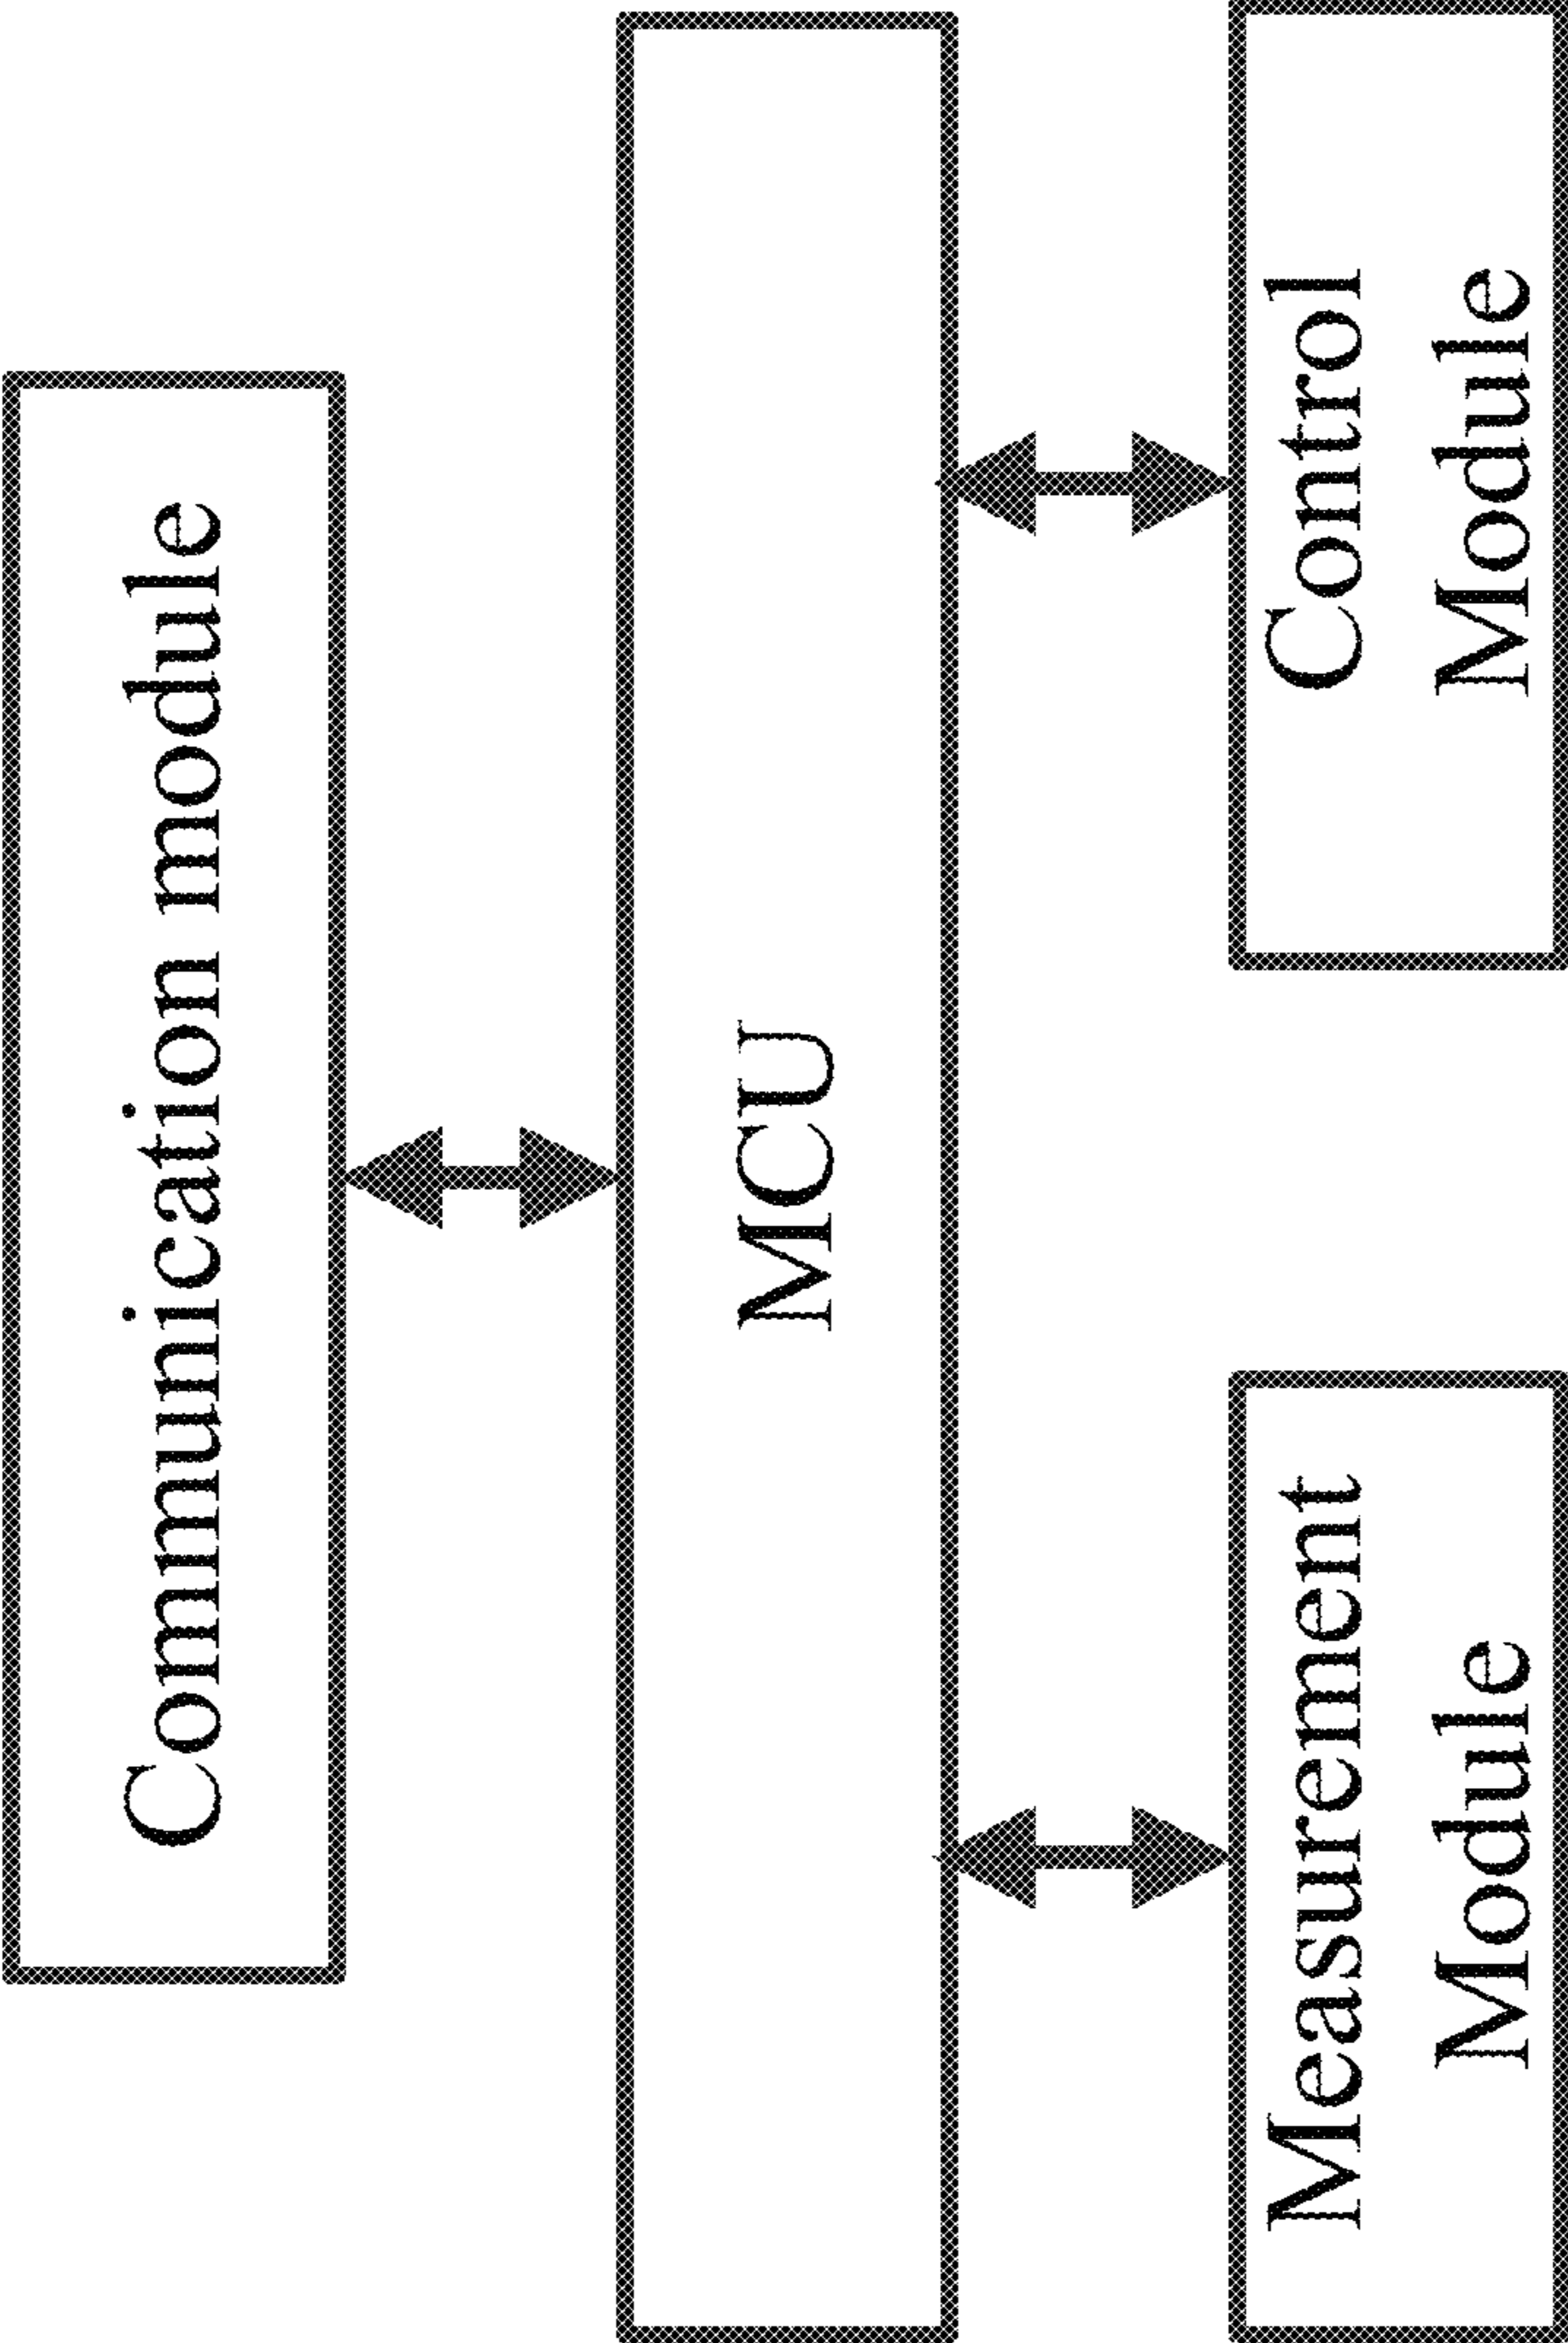 Communication module
MCU
Measurement
Module
Control
Module